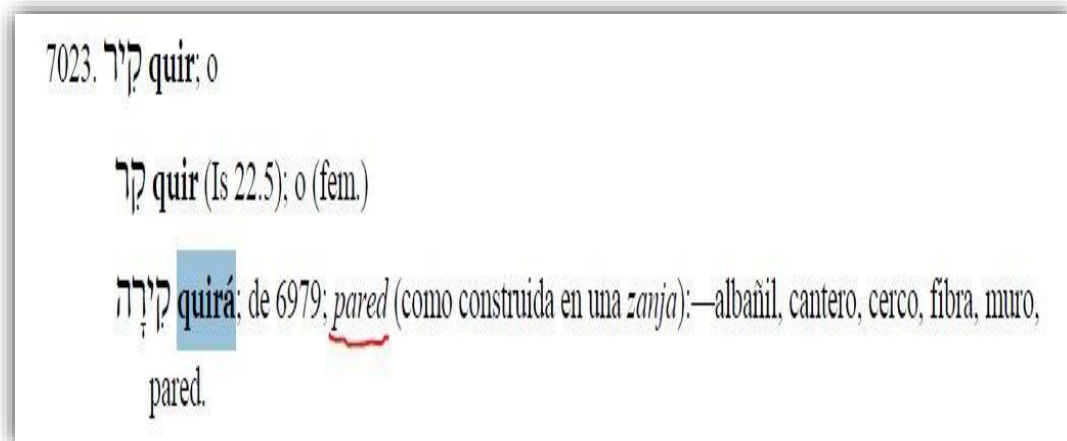 7023. קִיר quir; o
קִר quir (Is 22.5); o (fem.)
קִירָה quirá; de 6979; pared (como construida en una zanja):—albañil, cantero, cerco, fibra, muro,
pared.